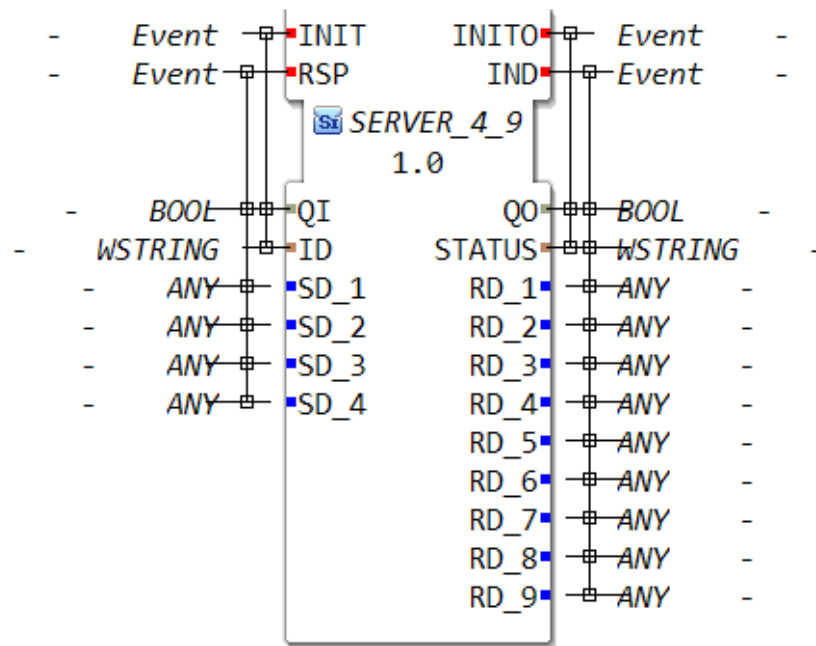 - Event INIT INITO Event -
- Event RSP IND Event -
SI SERVER_4_9
1.0
- BOOL QI QO BOOL -
- WSTRING ID STATUS WSTRING -
- ANY SD_1 RD_1 ANY -
- ANY SD_2 RD_2 ANY -
- ANY SD_3 RD_3 ANY -
- ANY SD_4 RD_4 ANY -
RD_5 ANY -
RD_6 ANY -
RD_7 ANY -
RD_8 ANY -
RD_9 ANY -